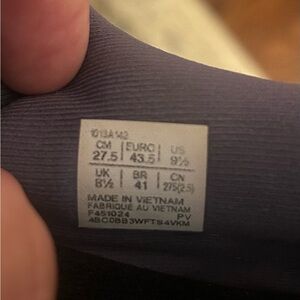 1013A142
CM EURO US
27.5 43.5 9½
UK BR CN
8½ 41 275(2.5)
MADE IN VIETNAM
FABRIQUE AU VIETNAM
F451024 PV